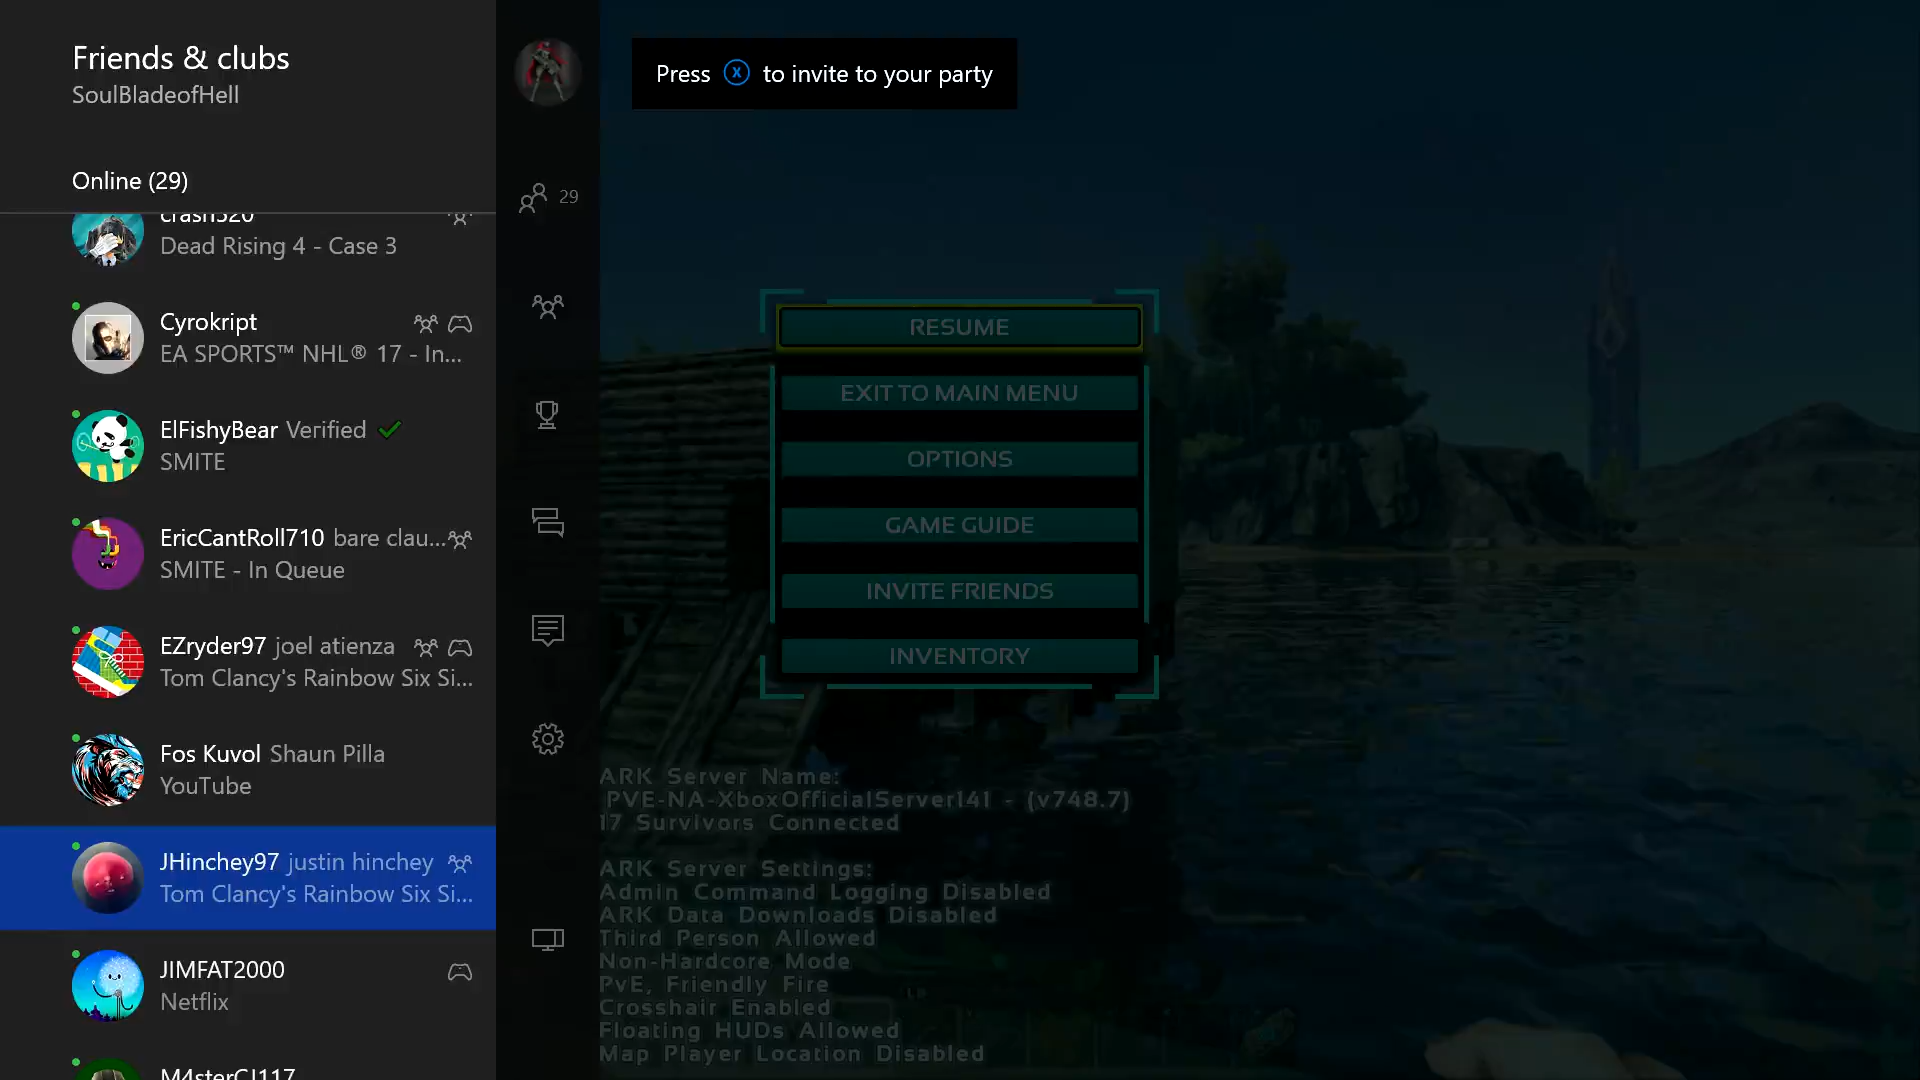 Friends & clubs
SoulBladeofHell
Online (29)
crash320
Dead Rising 4 - Case 3
Cyrokript
EA SPORTS™ NHL® 17 - In...
ElFishyBear Verified
SMITE
EricCantRoll710 bare clau...
SMITE - In Queue
EZryder97 joel atienza
Tom Clancy's Rainbow Six Si...
Fos Kuvol Shaun Pilla
YouTube
JHinchey97 justin hinchey
Tom Clancy's Rainbow Six Si...
JIMFAT2000
Netflix
M4sterCJ117
29
Press X to invite to your party
RESUME
EXIT TO MAIN MENU
OPTIONS
GAME GUIDE
INVITE FRIENDS
INVENTORY
ARK Server Name:
PVE-NA-XboxOfficialServer141 - (v748.7)
17 Survivors Connected
ARK Server Settings:
Admin Command Logging Disabled
ARK Data Downloads Disabled
Third Person Allowed
Non-Hardcore Mode
PvE, Friendly Fire
Crosshair Enabled
Floating HUDs Allowed
Map Player Location Disabled